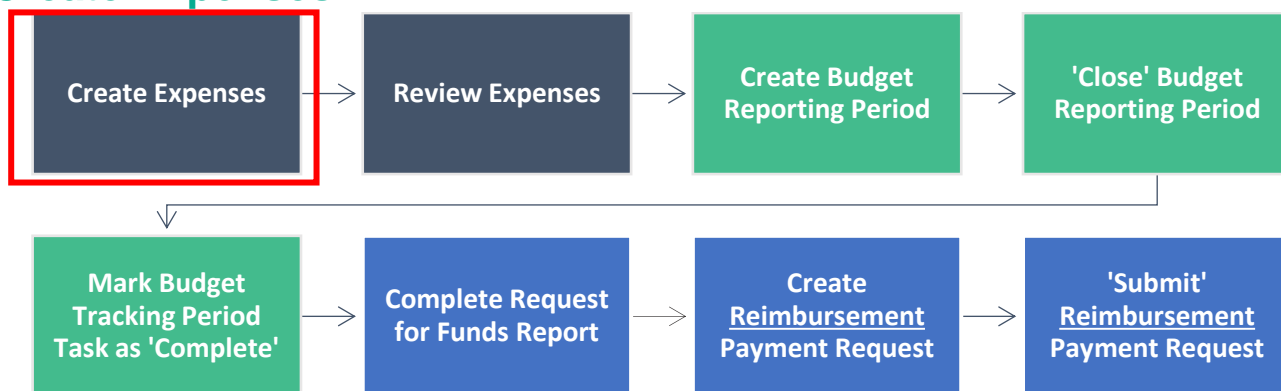 Create Expenses
Review Expenses
Create Budget
Reporting Period
'Close' Budget
Reporting Period
Mark Budget
Tracking Period
Task as 'Complete'
Complete Request
for Funds Report
Create
Reimbursement
Payment Request
'Submit'
Reimbursement
Payment Request